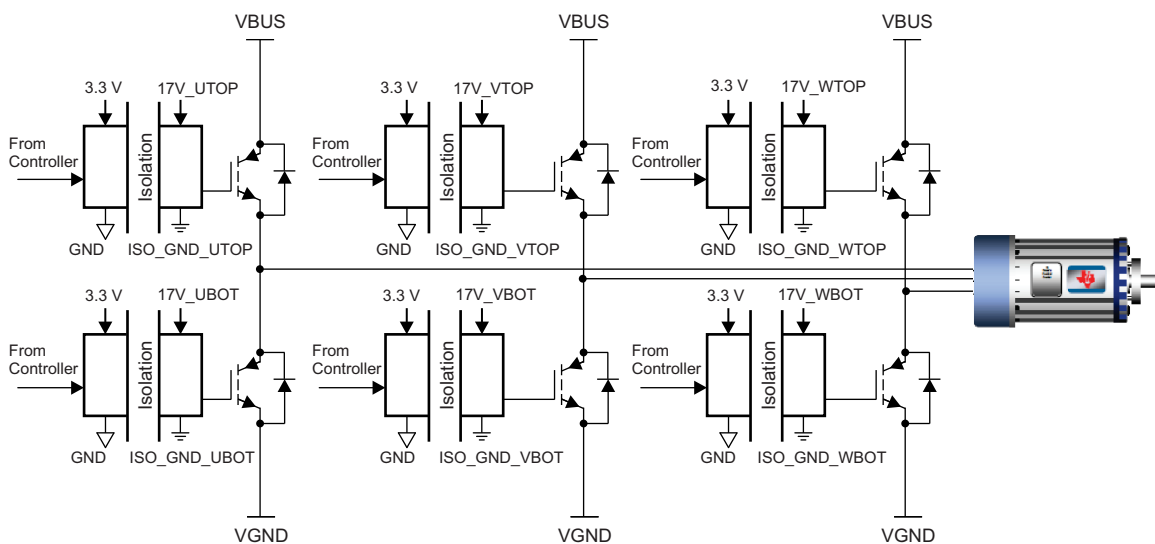 VBUS
VBUS
VBUS
3.3 V
17V_UTOP
3.3 V
17V_VTOP
3.3 V
17V_WTOP
From
Controller
Isolation
From
Controller
Isolation
From
Controller
Isolation
GND
ISO_GND_UTOP
GND
ISO_GND_VTOP
GND
ISO_GND_WTOP
3.3 V
17V_UBOT
3.3 V
17V_VBOT
3.3 V
17V_WBOT
From
Controller
Isolation
From
Controller
Isolation
From
Controller
Isolation
GND
ISO_GND_UBOT
GND
ISO_GND_VBOT
GND
ISO_GND_WBOT
VGND
VGND
VGND